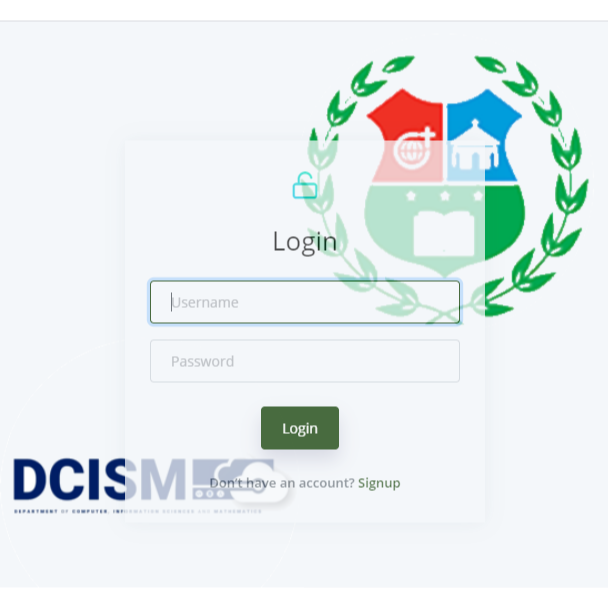 Login
Username
Password
Login
DCISM
Don't have an account? Signup
DEPARTMENT OF COMPUTER, INFORMATION SCIENCES AND MATHEMATICS